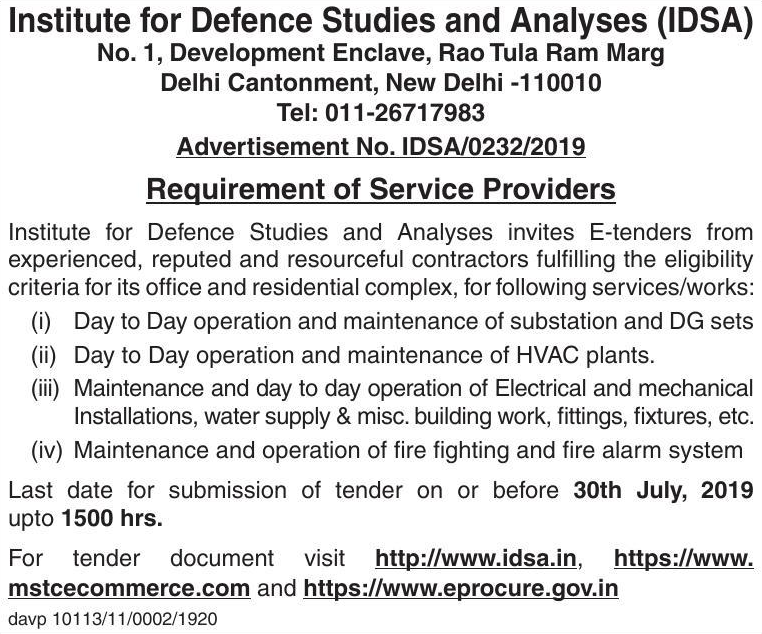 Institute for Defence Studies and Analyses (IDSA)
No. 1, Development Enclave, Rao Tula Ram Marg
Delhi Cantonment, New Delhi -110010
Tel: 011-26717983
Advertisement No. IDSA/0232/2019
Requirement of Service Providers
Institute for Defence Studies and Analyses invites E-tenders from
experienced, reputed and resourceful contractors fulfilling the eligibility
criteria for its office and residential complex, for following services/works:
(i) Day to Day operation and maintenance of substation and DG sets
(ii) Day to Day operation and maintenance of HVAC plants.
(iii) Maintenance and day to day operation of Electrical and mechanical
Installations, water supply & misc. building work, fittings, fixtures, etc.
(iv) Maintenance and operation of fire fighting and fire alarm system
Last date for submission of tender on or before 30th July, 2019
upto 1500 hrs.
For tender document visit http://www.idsa.in, https://www.
mstcecommerce.com and https://www.eprocure.gov.in
davp 10113/11/0002/1920